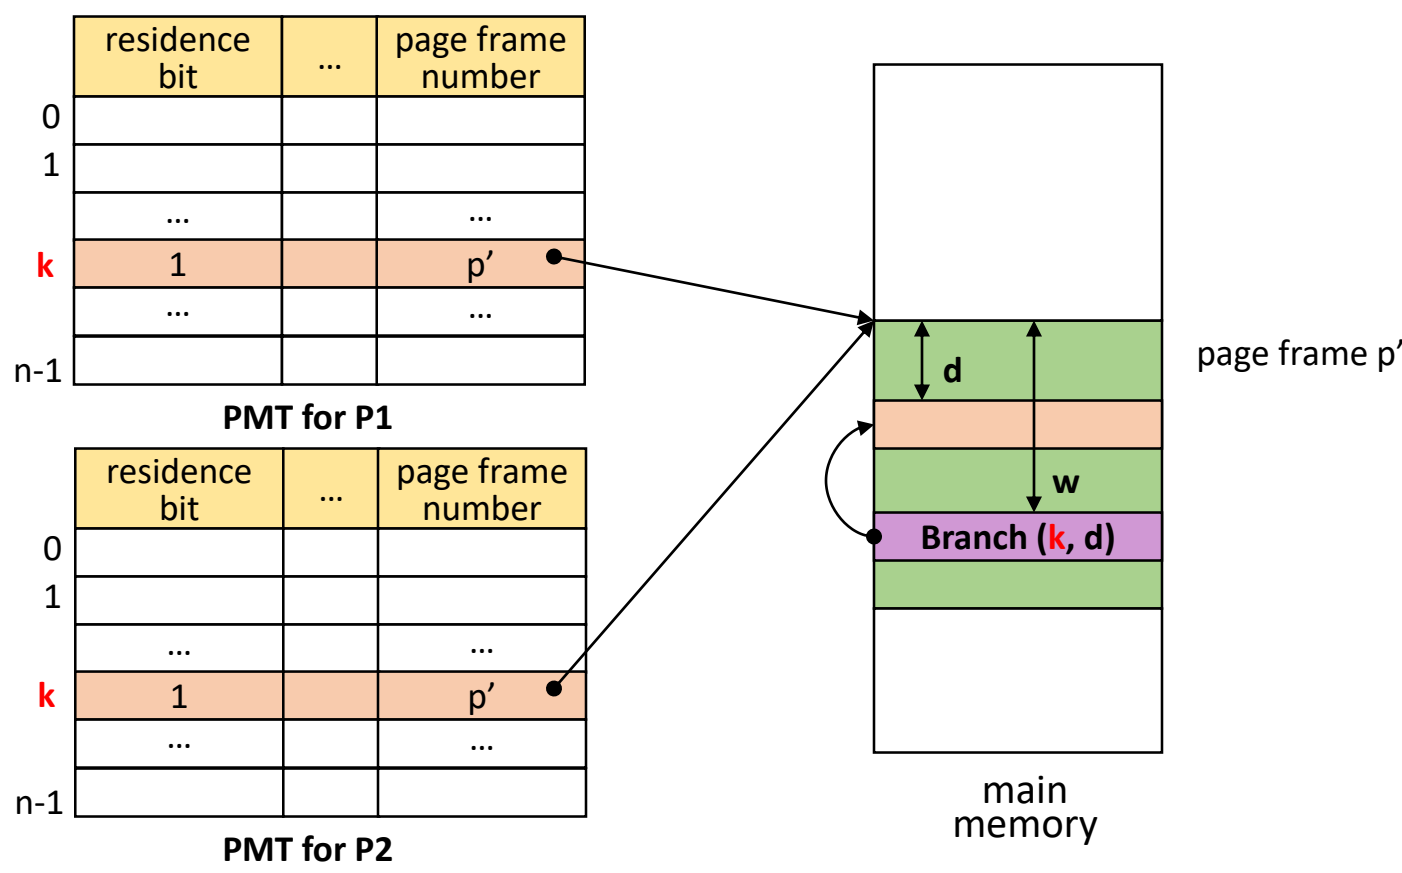 residence
bit
...
page frame
number
0
1
... ...
k 1 p’
... ...
n-1
PMT for P1
residence
bit
...
page frame
number
0
1
... ...
k 1 p’
... ...
n-1
PMT for P2
page frame p’
d
w
Branch (k, d)
main
memory